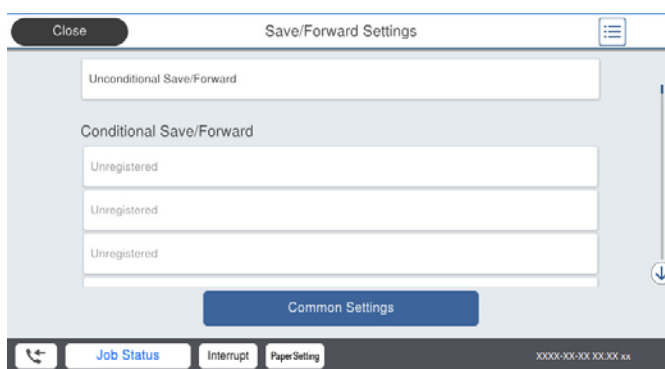 Close
Save/Forward Settings
Unconditional Save/Forward
Conditional Save/Forward
Unregistered
Unregistered
Unregistered
Common Settings
Job Status
Interrupt
Paper Setting
XXXX-XX-XX XX:XX xx